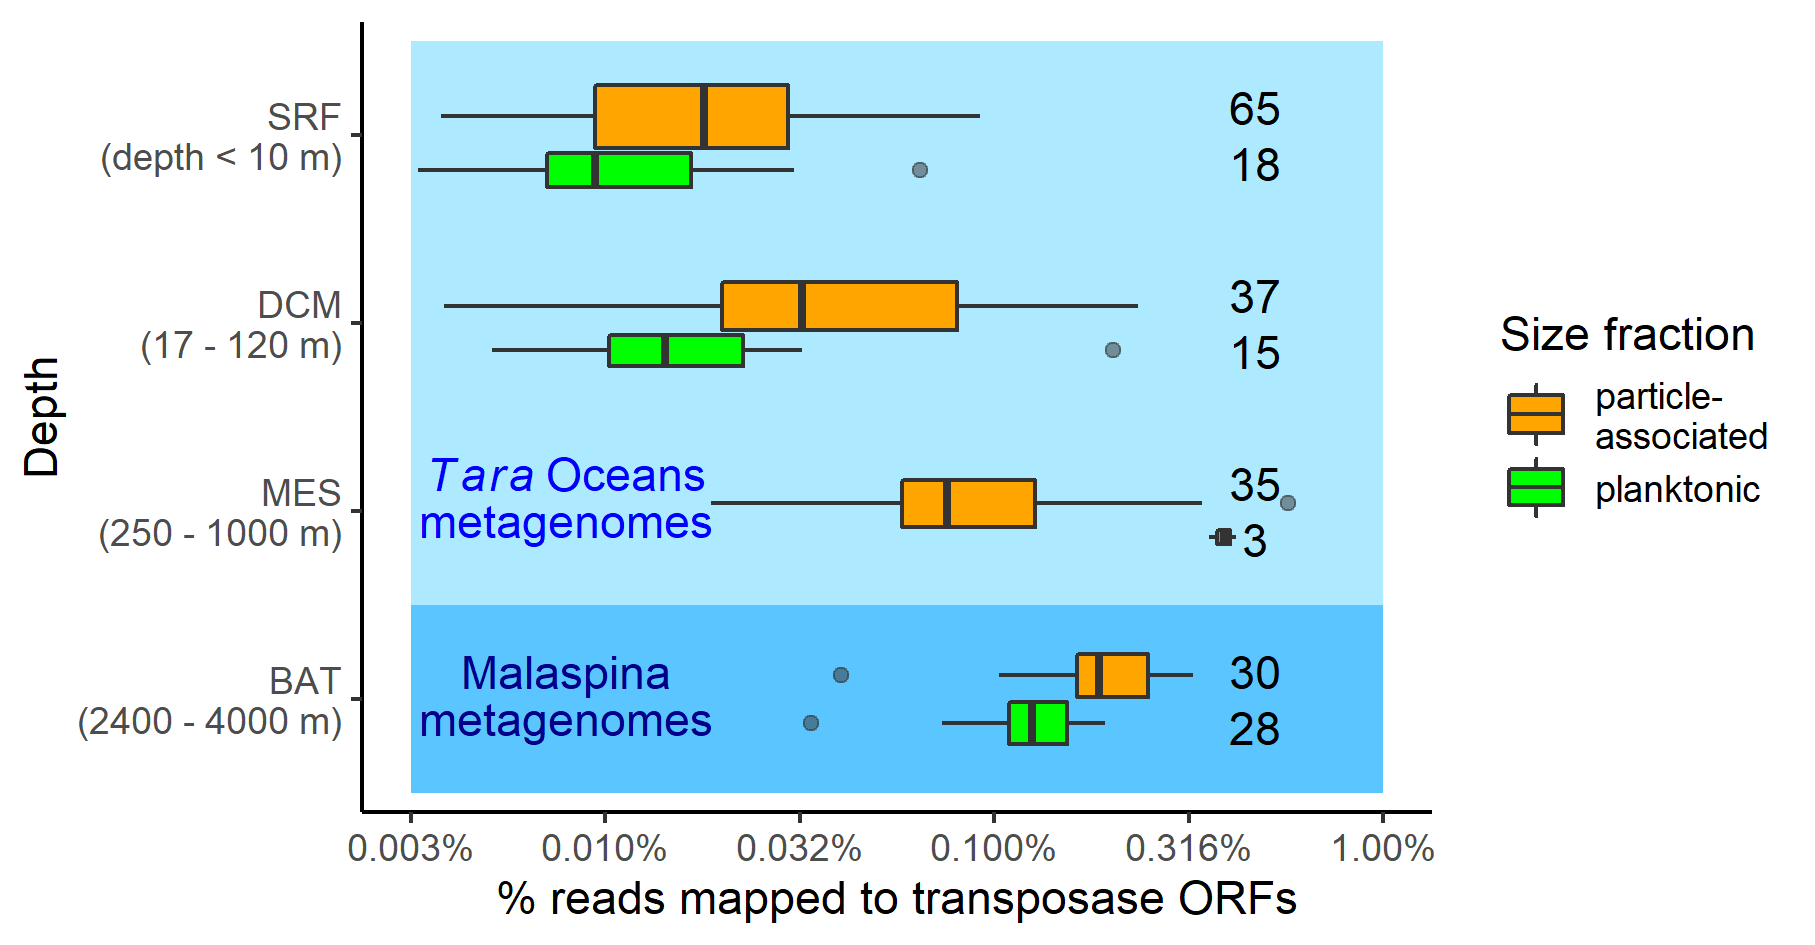 SRF
(depth < 10 m)
65
18
DCM
(17 - 120 m)
37
15
MES
(250 - 1000 m)
Tara Oceans
metagenomes
35
3
BAT
(2400 - 4000 m)
Malaspina
metagenomes
30
28
Depth
0.003% 0.010% 0.032% 0.100% 0.316% 1.00%
% reads mapped to transposase ORFs
Size fraction
particle-
associated
planktonic